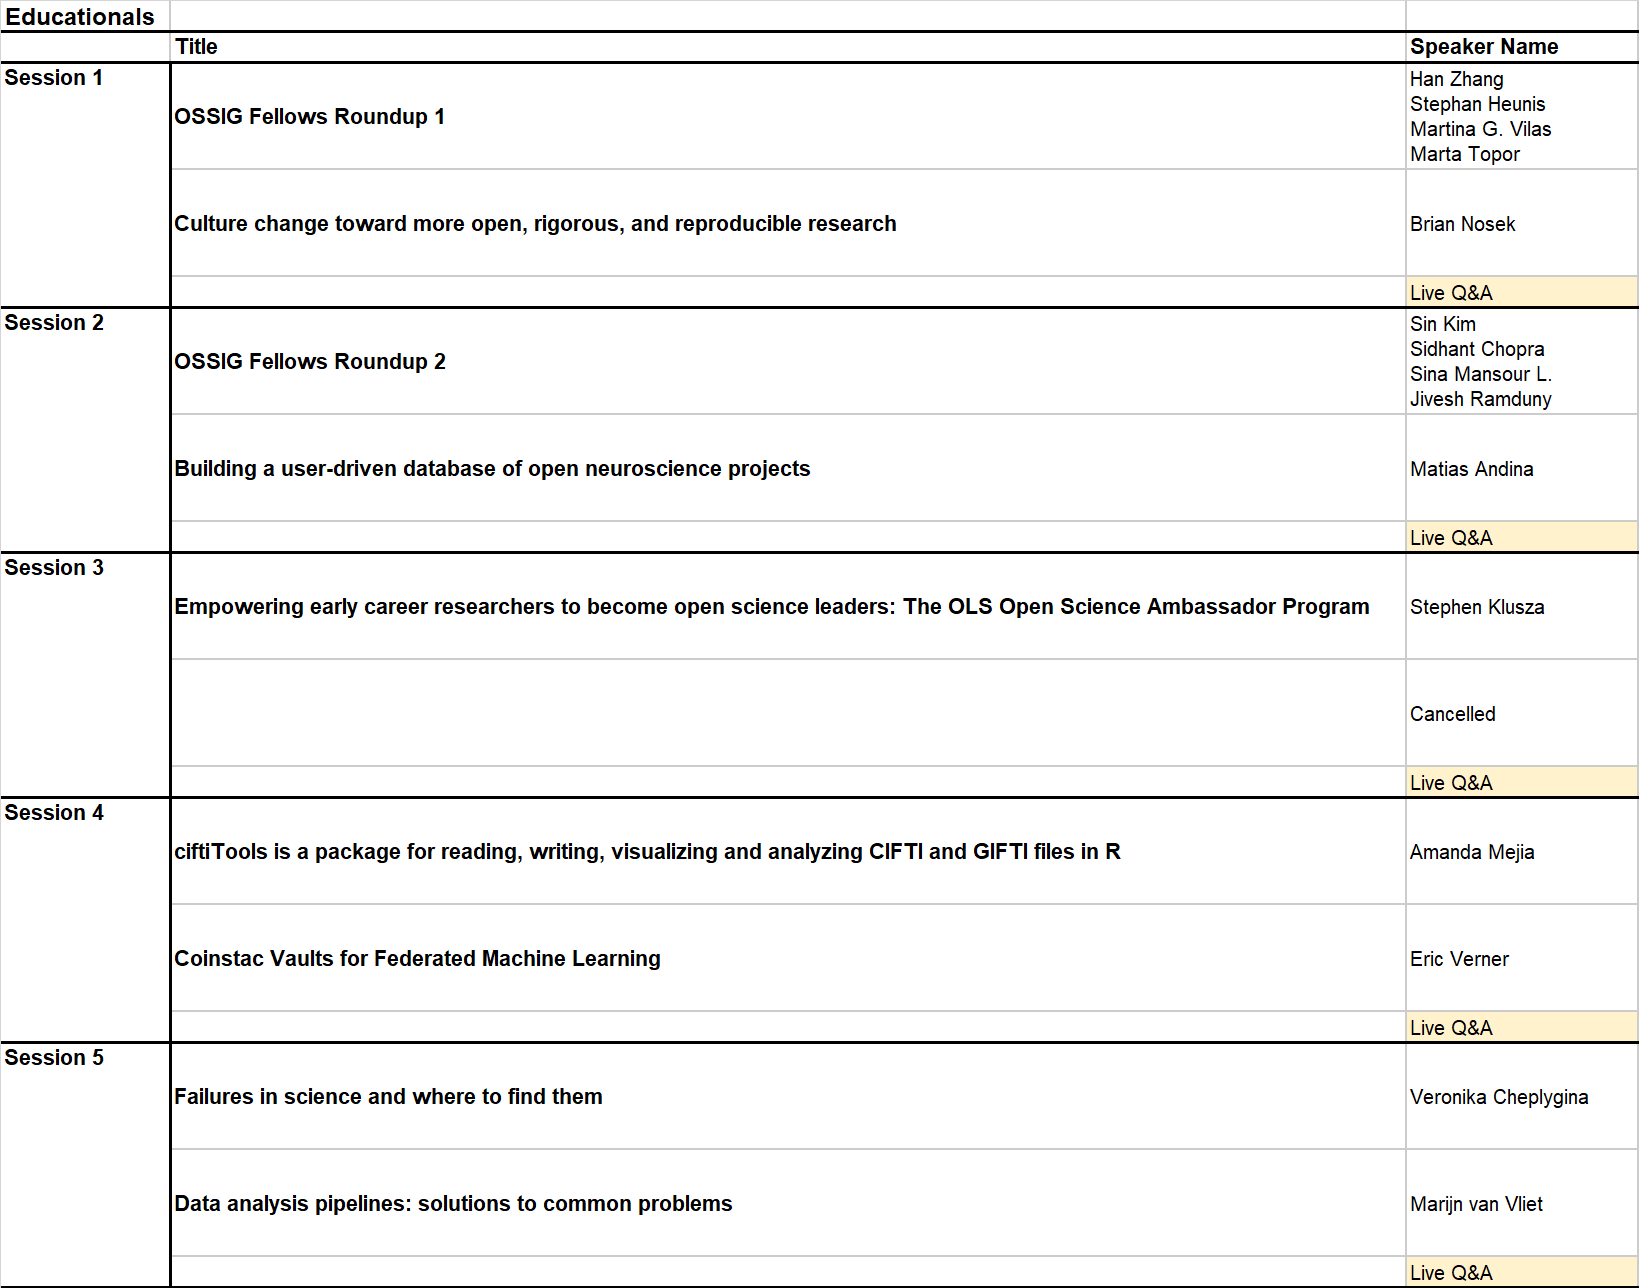 Educationals
Title Speaker Name
Session 1
OSSIG Fellows Roundup 1
Han Zhang
Stephan Heunis
Martina G. Vilas
Marta Topor
Culture change toward more open, rigorous, and reproducible research
Brian Nosek
Live Q&A
Session 2
OSSIG Fellows Roundup 2
Sin Kim
Sidhant Chopra
Sina Mansour L.
Jivesh Ramduny
Building a user-driven database of open neuroscience projects
Matias Andina
Live Q&A
Session 3
Empowering early career researchers to become open science leaders: The OLS Open Science Ambassador Program
Stephen Klusza
Cancelled
Live Q&A
Session 4
ciftiTools is a package for reading, writing, visualizing and analyzing CIFTI and GIFTI files in R
Amanda Mejia
Coinstac Vaults for Federated Machine Learning
Eric Verner
Live Q&A
Session 5
Failures in science and where to find them
Veronika Cheplygina
Data analysis pipelines: solutions to common problems
Marijn van Vliet
Live Q&A